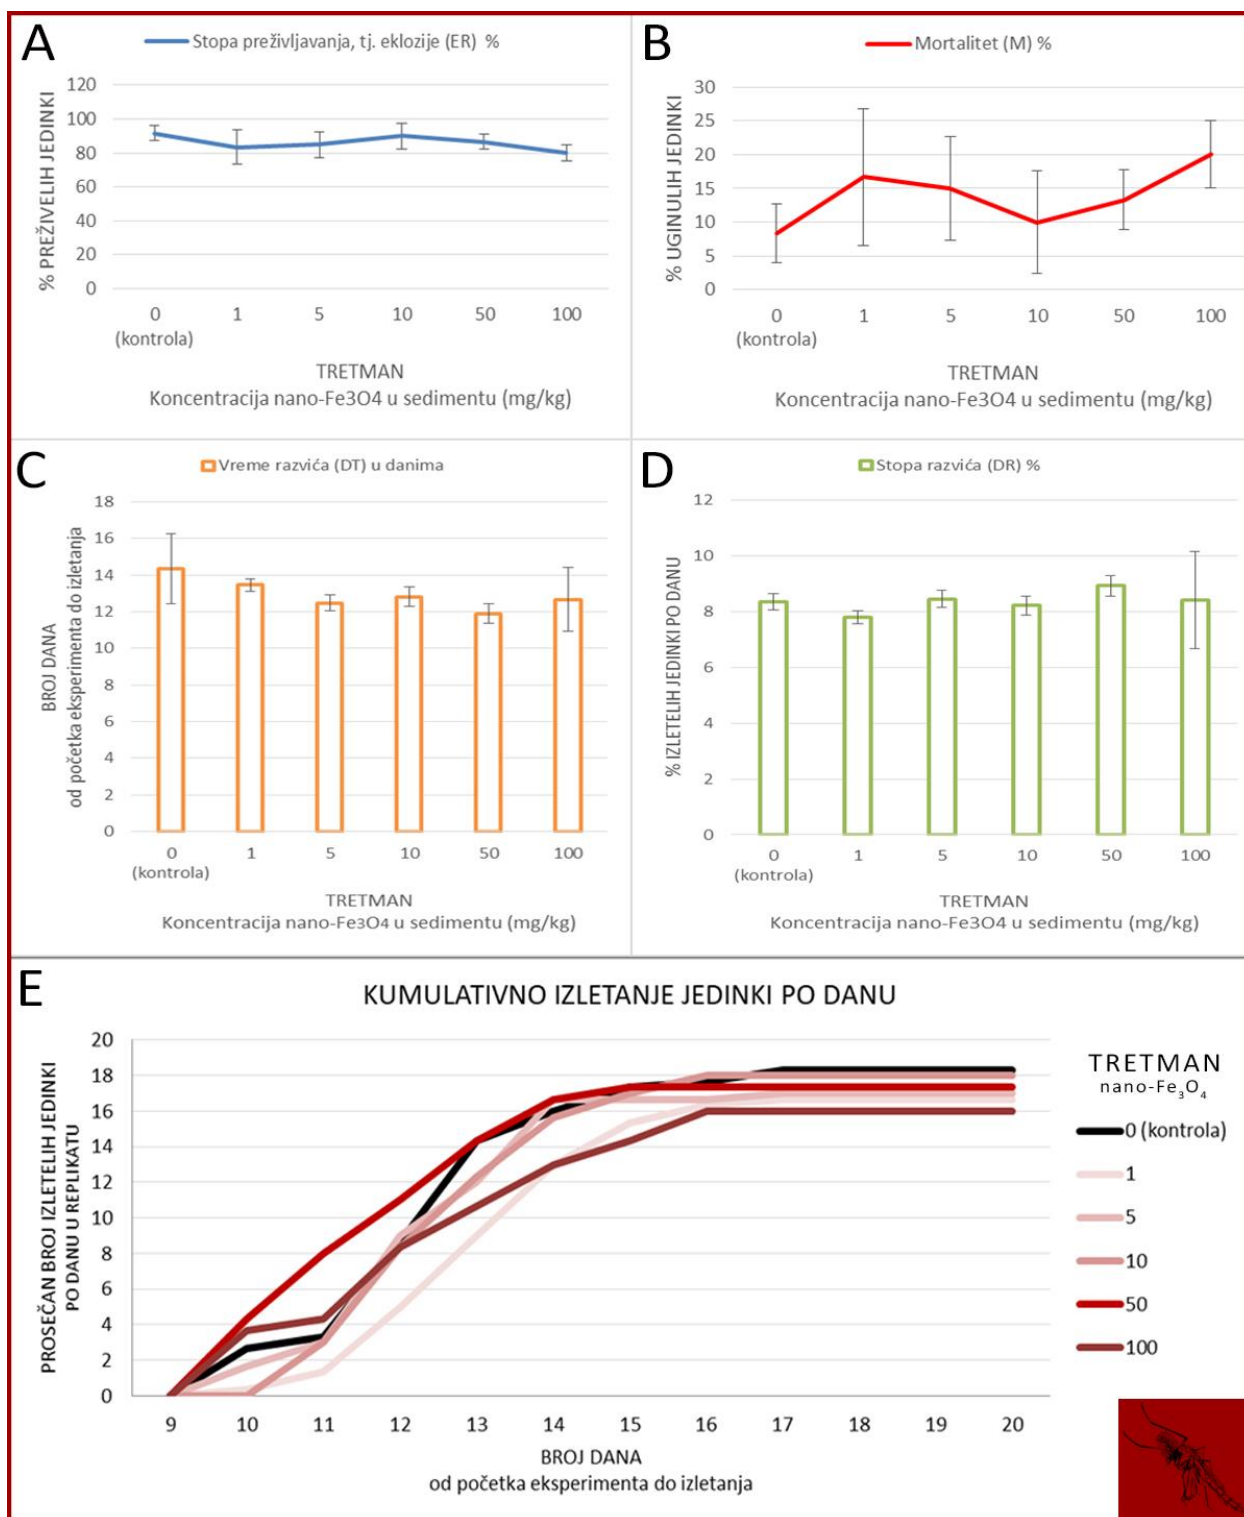 A
Stopa preživljavanja, tj. eklozije (ER) %
% PREŽIVELIH JEDINKI
120
100
80
60
40
20
0
0 1 5 10 50 100
(kontrola)
TRETMAN
Koncentracija nano-Fe3O4 u sedimentu (mg/kg)
B
Mortalitet (M) %
% UGINULIH JEDINKI
30
25
20
15
10
5
0
0 1 5 10 50 100
(kontrola)
TRETMAN
Koncentracija nano-Fe3O4 u sedimentu (mg/kg)
C
Vreme razvića (DT) u danima
BROJ DANA
od početka eksperimenta do izletanja
18
16
14
12
10
8
6
4
2
0
0 1 5 10 50 100
(kontrola)
TRETMAN
Koncentracija nano-Fe3O4 u sedimentu (mg/kg)
D
Stopa razvića (DR) %
% IZLETELIH JEDINKI PO DANU
12
10
8
6
4
2
0
0 1 5 10 50 100
(kontrola)
TRETMAN
Koncentracija nano-Fe3O4 u sedimentu (mg/kg)
E
KUMULATIVNO IZLETANJE JEDINKI PO DANU
PROSEČAN BROJ IZLETELIH JEDINKI
PO DANU U REPLIKATU
20
18
16
14
12
10
8
6
4
2
0
9 10 11 12 13 14 15 16 17 18 19 20
BROJ DANA
od početka eksperimenta do izletanja
TRETMAN
nano-Fe₃O₄
0 (kontrola)
1
5
10
50
100